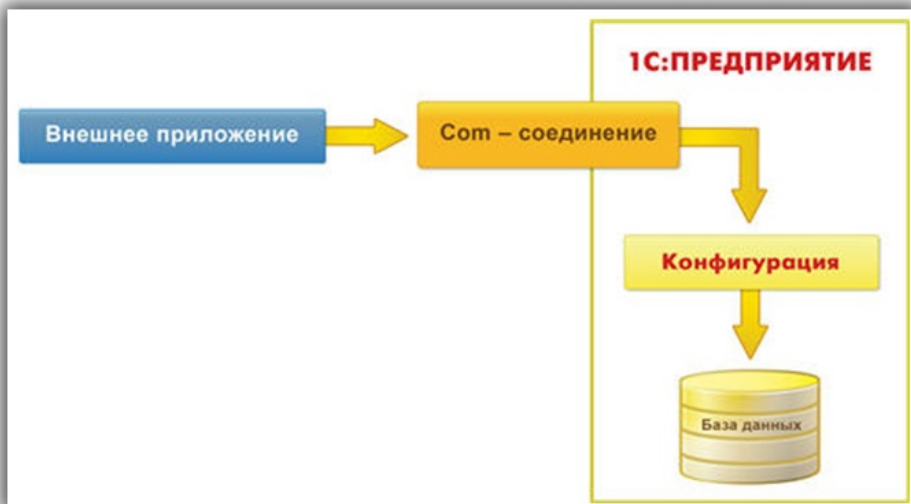 1С:ПРЕДПРИЯТИЕ
Внешнее приложение
Com – соединение
Конфигурация
База данных